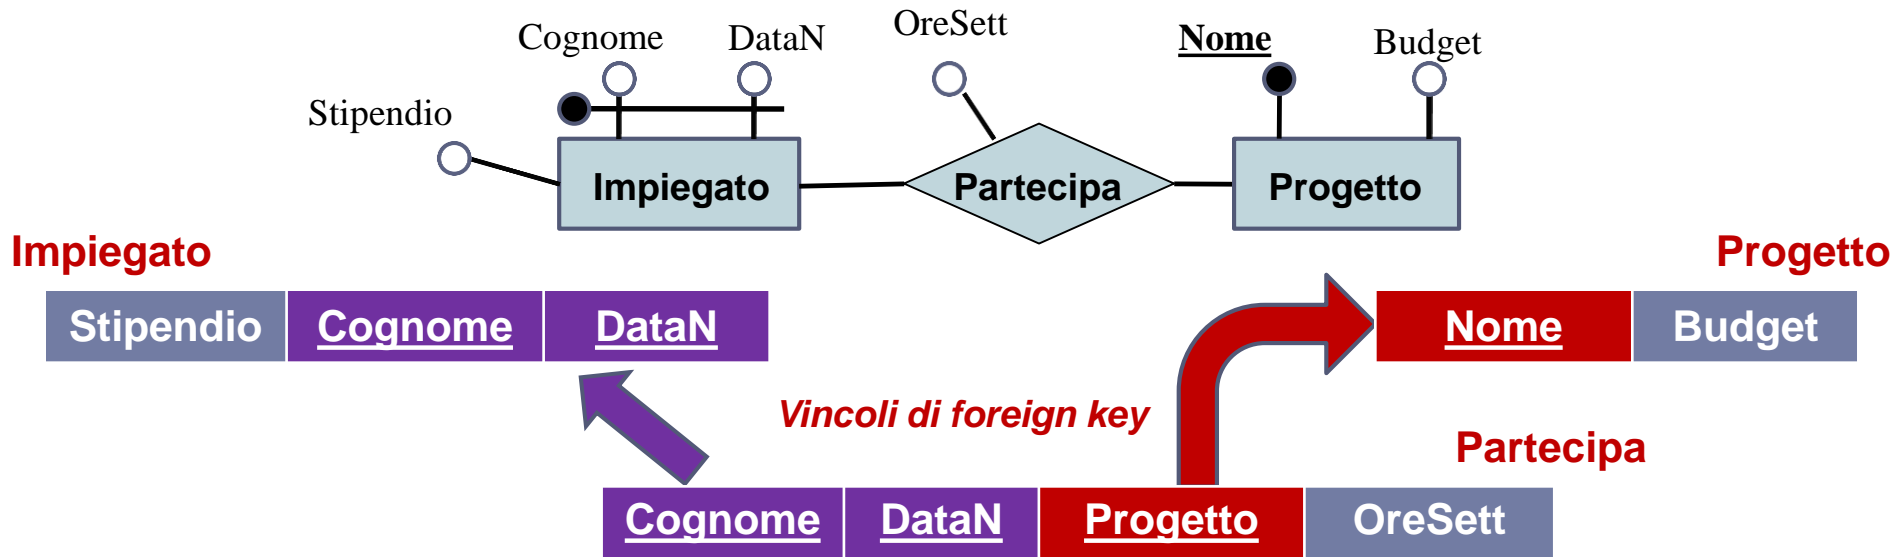 Cognome DataN OreSett Nome Budget
Stipendio
Impiegato Partecipa Progetto
Impiegato Progetto
Stipendio Cognome DataN Nome Budget
Vincoli di foreign key
Partecipa
Cognome DataN Progetto OreSett